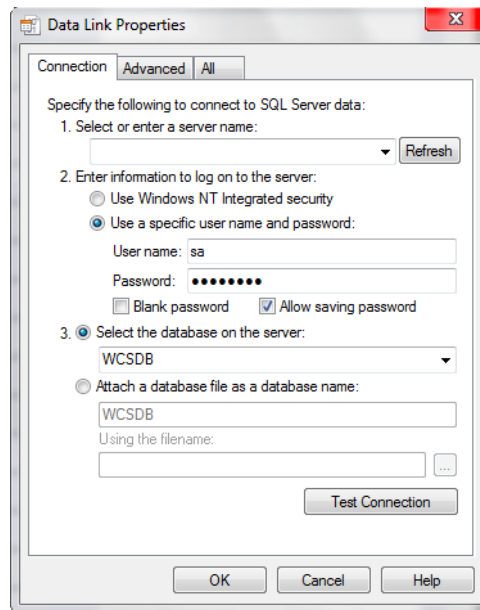 Data Link Properties
Connection Advanced All
Specify the following to connect to SQL Server data:
1. Select or enter a server name:
Refresh
2. Enter information to log on to the server:
Use Windows NT Integrated security
Use a specific user name and password:
User name: sa
Password: ●●●●●●●●
Blank password Allow saving password
3. Select the database on the server:
WCSDB
Attach a database file as a database name:
WCSDB
Using the filename:
...
Test Connection
OK Cancel Help